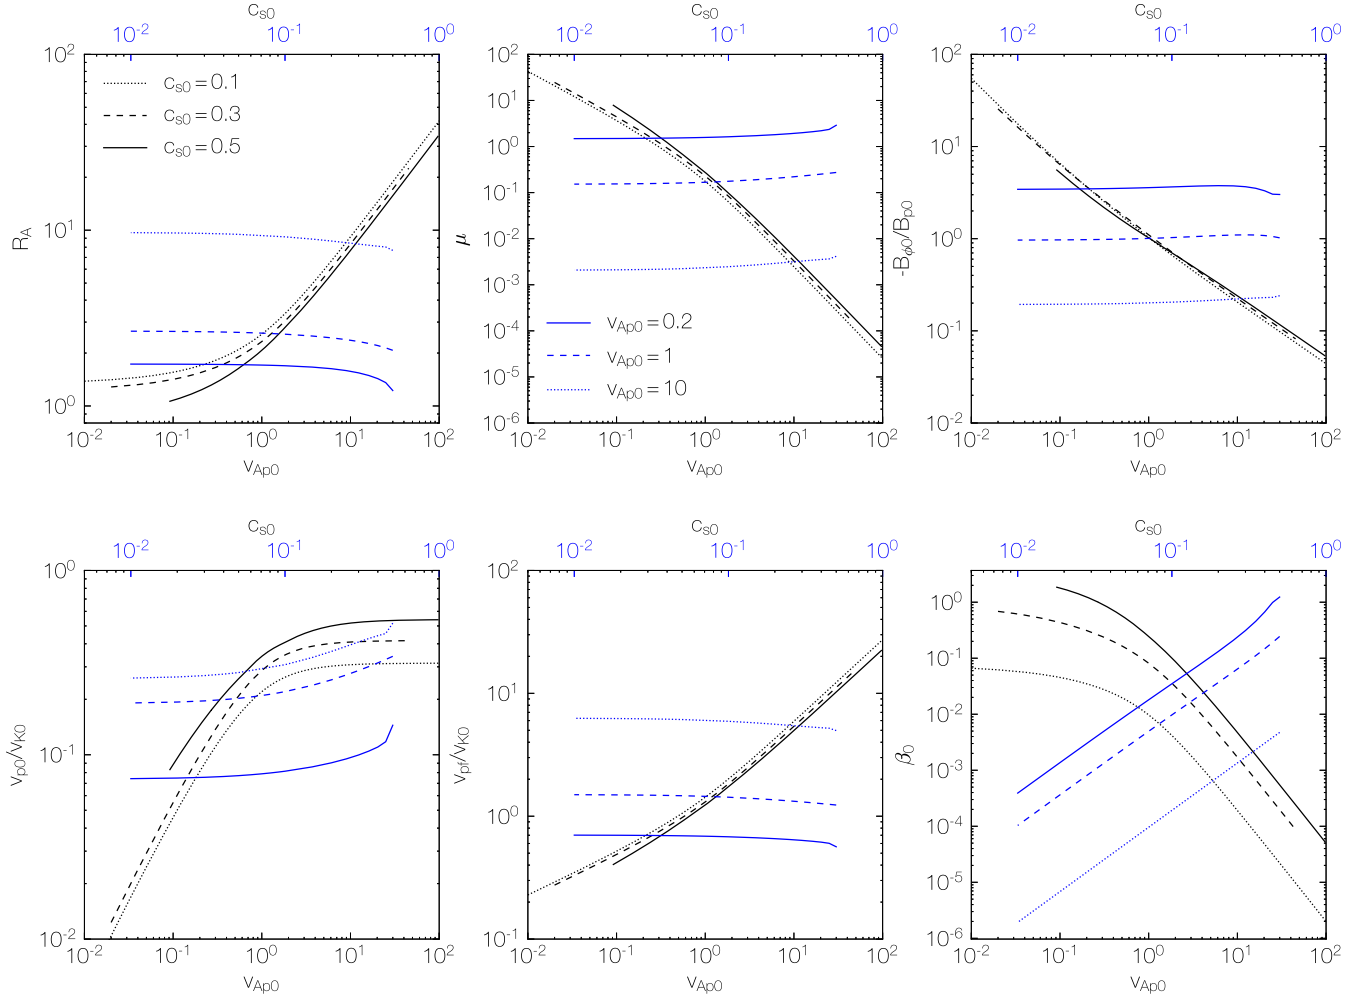 c_s0 c_s0 c_s0
10^-2 10^-1 10^0 10^-2 10^-1 10^0 10^-2 10^-1 10^0
10^2 10^1 10^0
R_A
c_s0 = 0.1
c_s0 = 0.3
c_s0 = 0.5
10^-2 10^-1 10^0 10^1 10^2
v_Ap0
10^2 10^1 10^0 10^-1 10^-2 10^-3 10^-4 10^-5 10^-6
μ
v_Ap0 = 0.2
v_Ap0 = 1
v_Ap0 = 10
10^-2 10^-1 10^0 10^1 10^2
v_Ap0
10^2 10^1 10^0 10^-1 10^-2
-B_ϕ0/B_p0
10^-2 10^-1 10^0 10^1 10^2
v_Ap0
c_s0 c_s0 c_s0
10^-2 10^-1 10^0 10^-2 10^-1 10^0 10^-2 10^-1 10^0
10^0 10^-1 10^-2
v_p0/v_K0
10^-2 10^-1 10^0 10^1 10^2
v_Ap0
10^2 10^1 10^0 10^-1
v_pf/v_K0
10^-2 10^-1 10^0 10^1 10^2
v_Ap0
10^0 10^-1 10^-2 10^-3 10^-4 10^-5 10^-6
β_0
10^-2 10^-1 10^0 10^1 10^2
v_Ap0